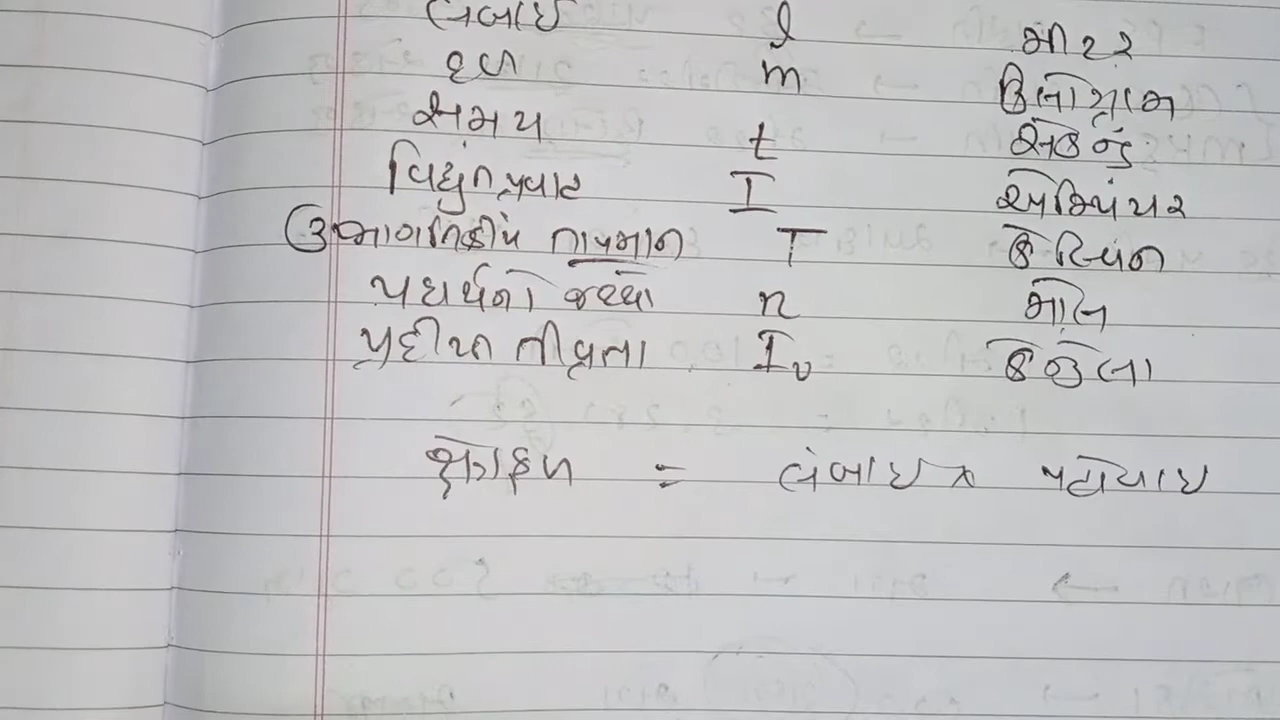 લંબાઈ l મીટર
દળ m કિલોગ્રામ
સમય t સેકન્ડ
વિદ્યુતપ્રવાહ I એમ્પિયર
ઉષ્માગતિકીય તાપમાન T કેલ્વિન
પદાર્થનો જથ્થો n મોલ
પ્રદીપ્ત તીવ્રતા Iv કેન્ડેલા
ક્ષેત્રફળ = લંબાઈ × પહોળાઈ